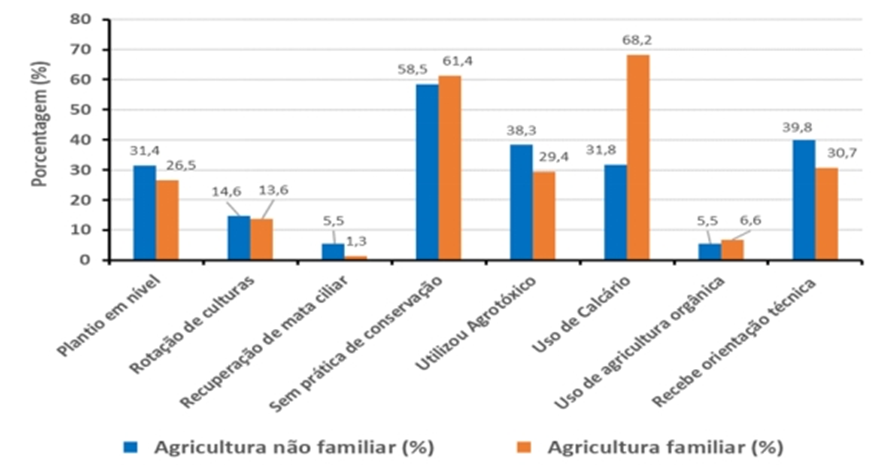 80
70
60
50
40
30
20
10
0
Porcentagem (%)
31,4
26,5
14,6
13,6
5,5
1,3
58,5
61,4
38,3
29,4
31,8
68,2
5,5
6,6
39,8
30,7
Plantio em nível
Rotação de culturas
Recuperação de mata ciliar
Sem prática de conservação
Utilizou Agrotóxico
Uso de Calcário
Uso de agricultura orgânica
Recebe orientação técnica
Agricultura não familiar (%)
Agricultura familiar (%)